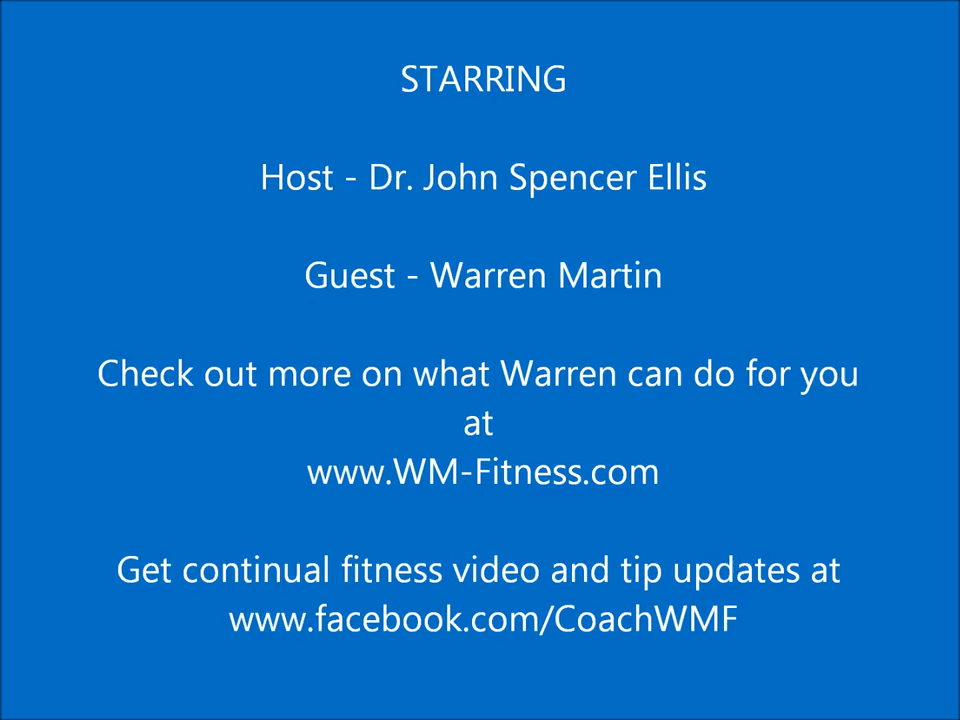 STARRING
Host - Dr. John Spencer Ellis
Guest - Warren Martin
Check out more on what Warren can do for you
at
www.WM-Fitness.com
Get continual fitness video and tip updates at
www.facebook.com/CoachWMF